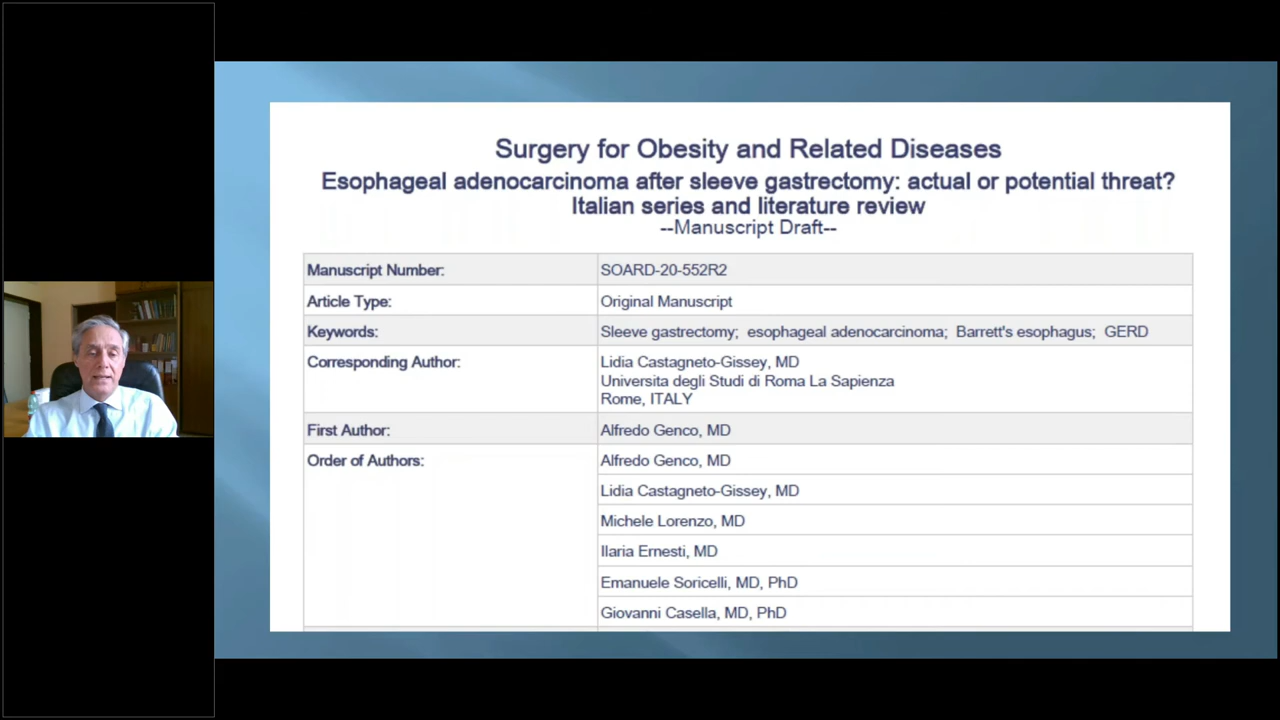 Surgery for Obesity and Related Diseases
Esophageal adenocarcinoma after sleeve gastrectomy: actual or potential threat?
Italian series and literature review
--Manuscript Draft--
Manuscript Number: SOARD-20-552R2
Article Type: Original Manuscript
Keywords: Sleeve gastrectomy; esophageal adenocarcinoma; Barrett's esophagus; GERD
Corresponding Author: Lidia Castagneto-Gissey, MD
Universita degli Studi di Roma La Sapienza
Rome, ITALY
First Author: Alfredo Genco, MD
Order of Authors: Alfredo Genco, MD
Lidia Castagneto-Gissey, MD
Michele Lorenzo, MD
Ilaria Ernesti, MD
Emanuele Soricelli, MD, PhD
Giovanni Casella, MD, PhD